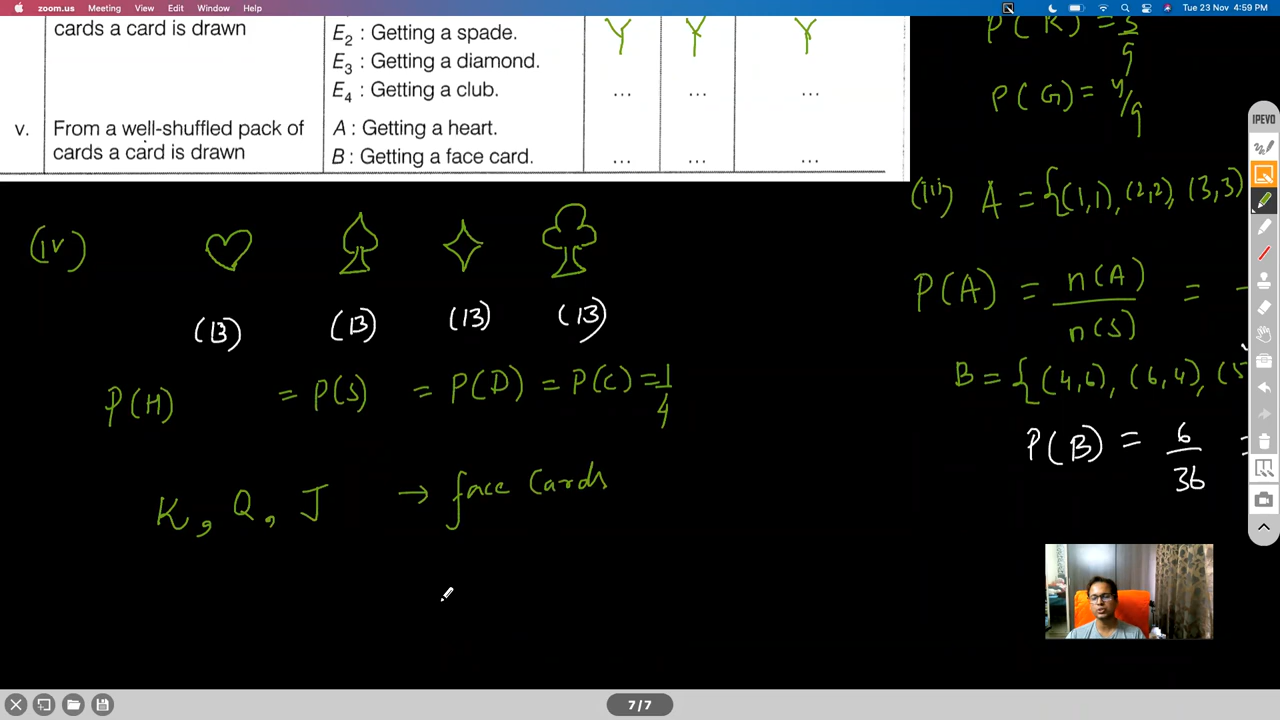 zoom.us Meeting View Edit Window Help
Tue 23 Nov 4:59 PM
cards a card is drawn
E₂ : Getting a spade. Y Y Y
E₃ : Getting a diamond.
E₄ : Getting a club. ... ... ...
v. From a well-shuffled pack of cards a card is drawn
A : Getting a heart.
B : Getting a face card. ... ... ...
(iv)
(13) (13) (13) (13)
P(H) = P(S) = P(D) = P(C) = 1/4
K, Q, J → face cards
P(R) = 5/9
P(G) = 4/9
(iii) A = {(1,1), (2,2), (3,3)
P(A) = n(A)/n(S) =
B = {(4,6), (6,4), (5
P(B) = 6/36 =
IPEVO
7/7